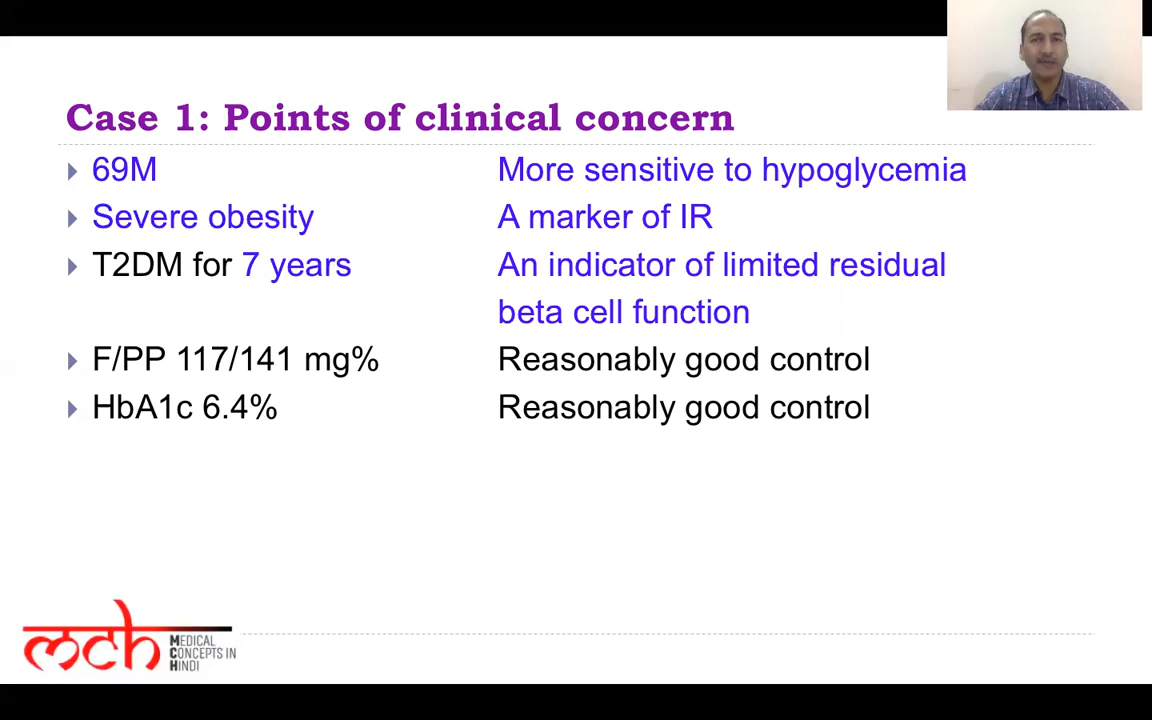 Case 1: Points of clinical concern
69M More sensitive to hypoglycemia
Severe obesity A marker of IR
T2DM for 7 years An indicator of limited residual
beta cell function
F/PP 117/141 mg% Reasonably good control
HbA1c 6.4% Reasonably good control
mch
MEDICAL
CONCEPTS IN
HINDI